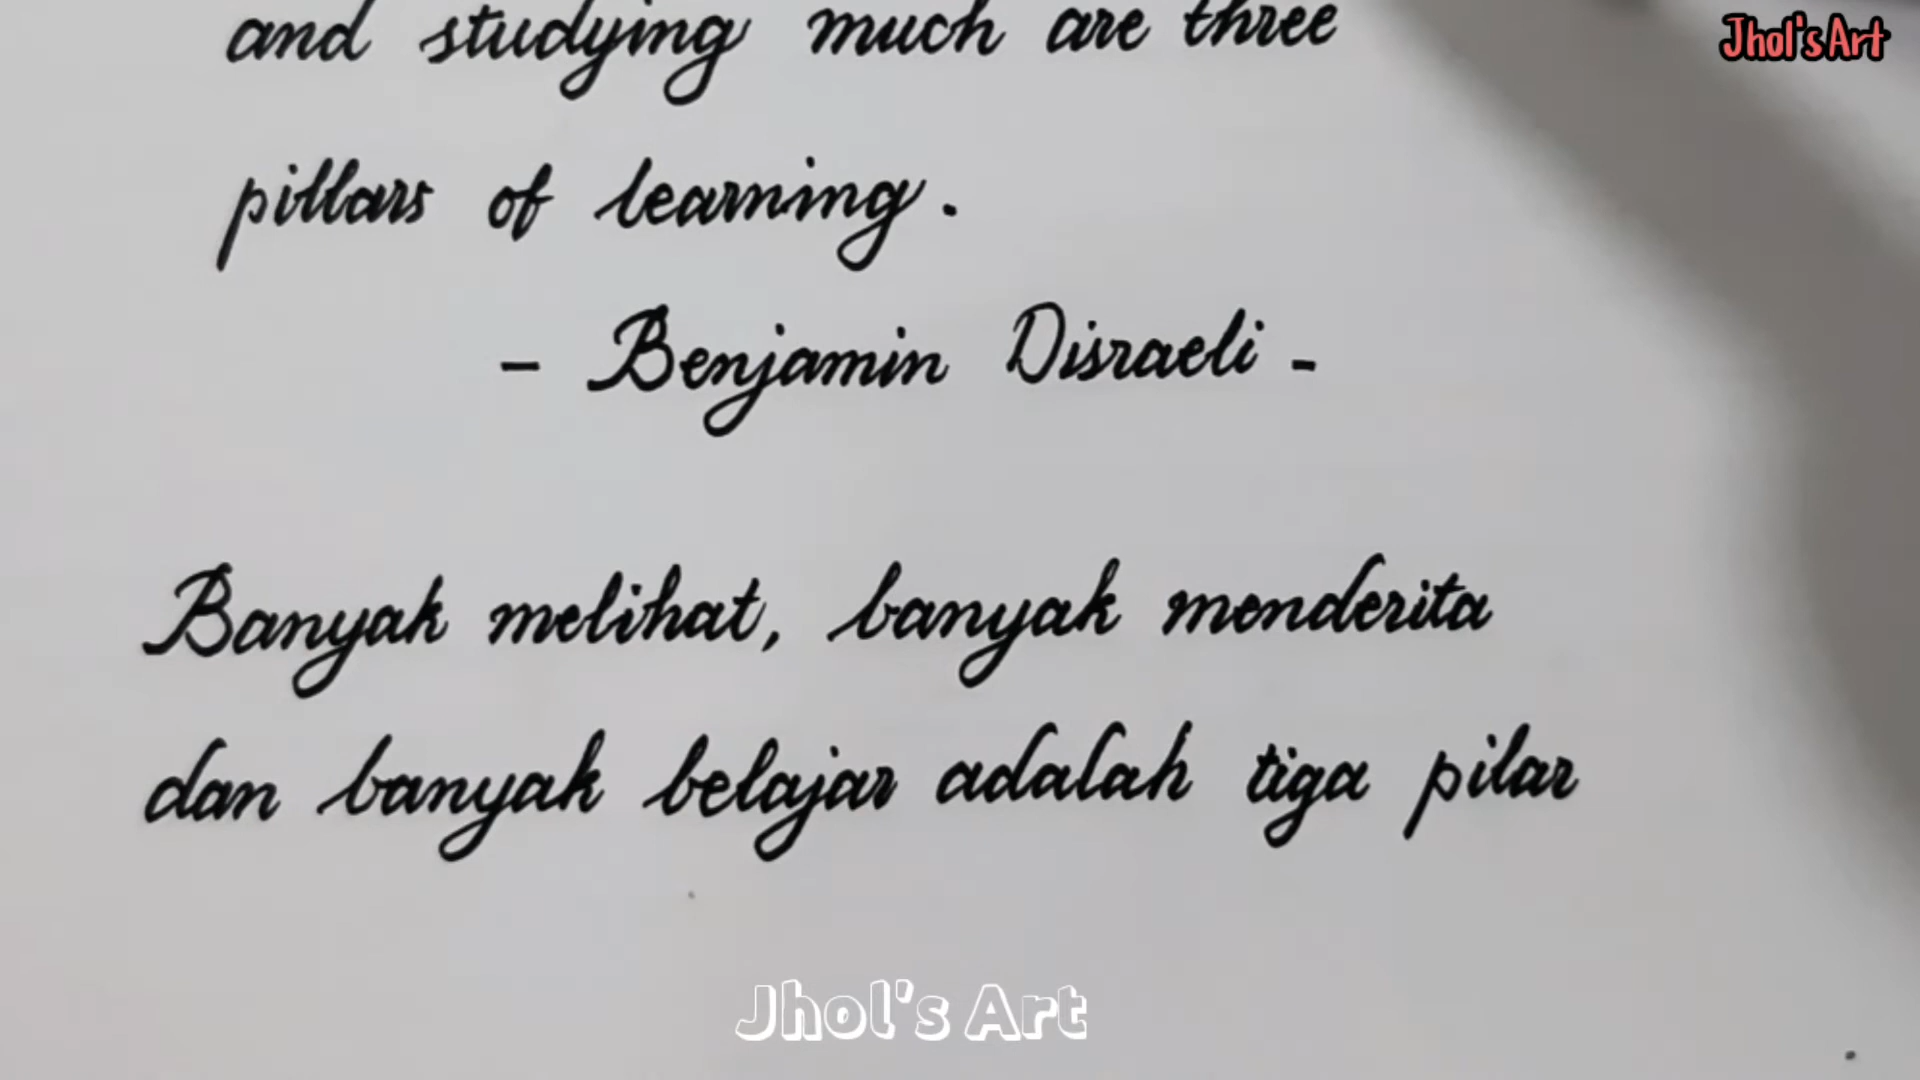 Jhol's Art
and studying much are three
pillars of learning.
- Benjamin Disraeli -
Banyak melihat, banyak menderita
dan banyak belajar adalah tiga pilar
Jhol's Art